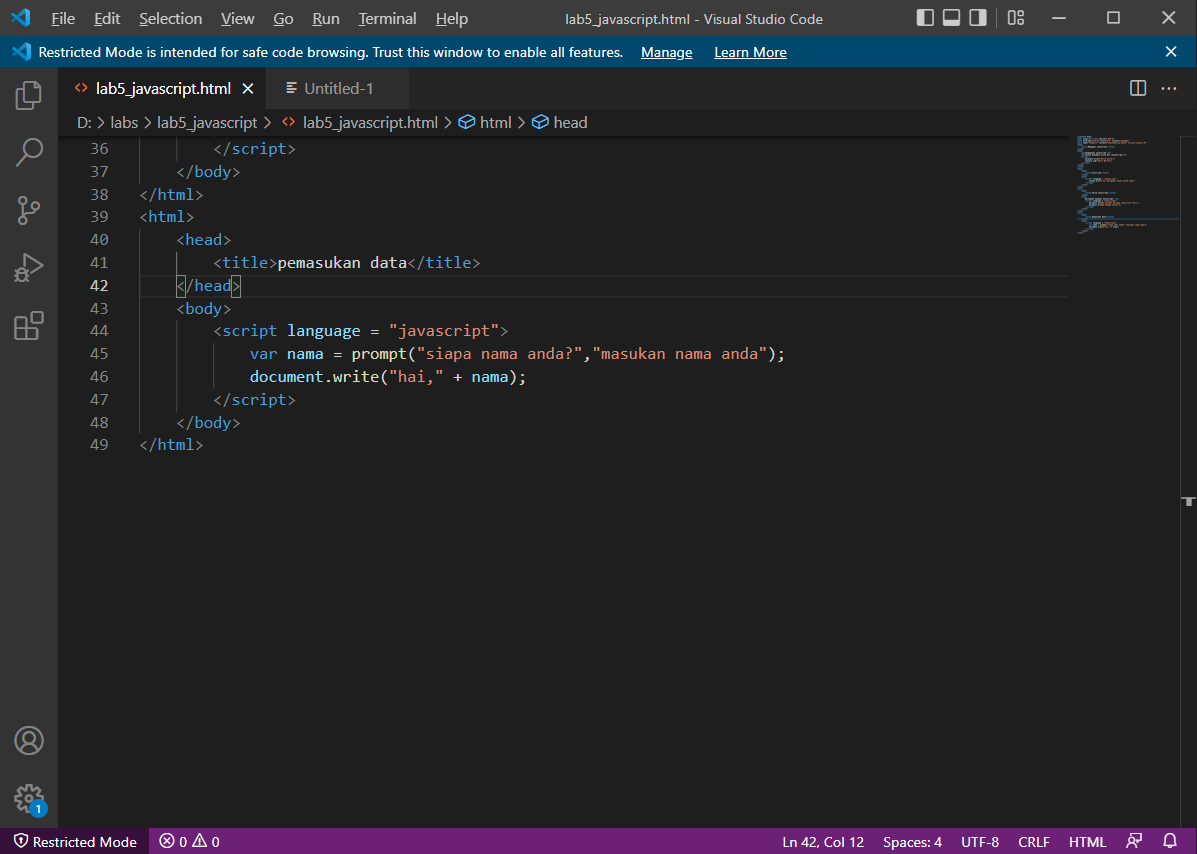 File Edit Selection View Go Run Terminal Help lab5_javascript.html - Visual Studio Code
Restricted Mode is intended for safe code browsing. Trust this window to enable all features. Manage Learn More
lab5_javascript.html Untitled-1
D: > labs > lab5_javascript > lab5_javascript.html > html > head
36 </script>
37 </body>
38 </html>
39 <html>
40 <head>
41 <title>pemasukan data</title>
42 </head>
43 <body>
44 <script language = "javascript">
45 var nama = prompt("siapa nama anda?","masukan nama anda");
46 document.write("hai," + nama);
47 </script>
48 </body>
49 </html>
1
Restricted Mode 0 0 Ln 42, Col 12 Spaces: 4 UTF-8 CRLF HTML